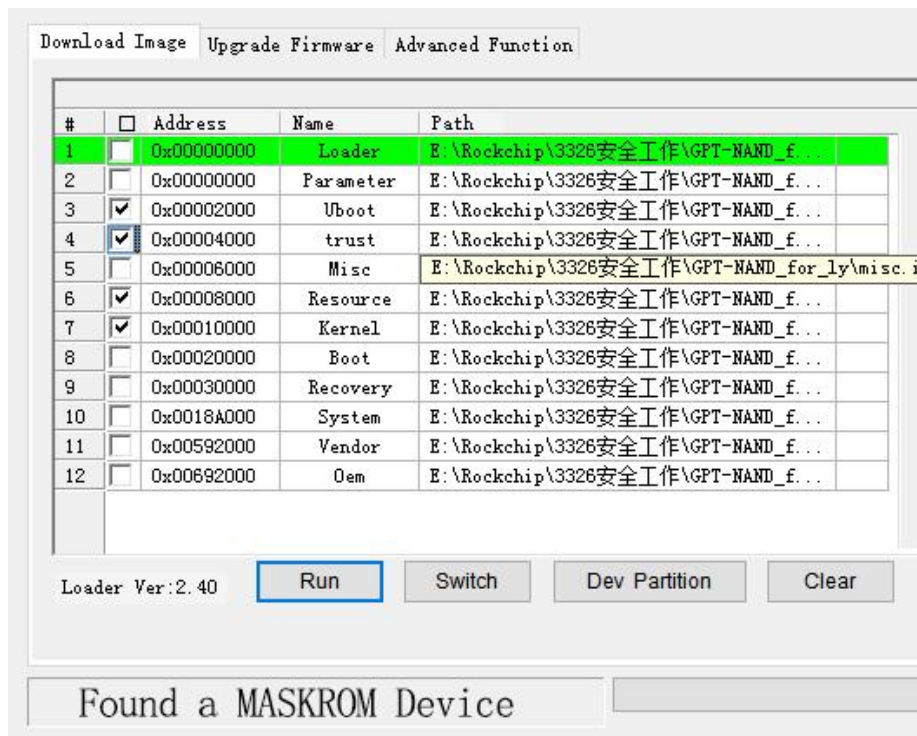 Download Image Upgrade Firmware Advanced Function
# Address Name Path
1 0x00000000 Loader E:\Rockchip\3326安全工作\GPT-NAND_f...
2 0x00000000 Parameter E:\Rockchip\3326安全工作\GPT-NAND_f...
3 0x00002000 Uboot E:\Rockchip\3326安全工作\GPT-NAND_f...
4 0x00004000 trust E:\Rockchip\3326安全工作\GPT-NAND_f...
5 0x00006000 Misc E:\Rockchip\3326安全工作\GPT-NAND_for_ly\misc.i
6 0x00008000 Resource E:\Rockchip\3326安全工作\GPT-NAND_f...
7 0x00010000 Kernel E:\Rockchip\3326安全工作\GPT-NAND_f...
8 0x00020000 Boot E:\Rockchip\3326安全工作\GPT-NAND_f...
9 0x00030000 Recovery E:\Rockchip\3326安全工作\GPT-NAND_f...
10 0x0018A000 System E:\Rockchip\3326安全工作\GPT-NAND_f...
11 0x00592000 Vendor E:\Rockchip\3326安全工作\GPT-NAND_f...
12 0x00692000 Oem E:\Rockchip\3326安全工作\GPT-NAND_f...
Loader Ver:2.40 Run Switch Dev Partition Clear
Found a MASKROM Device